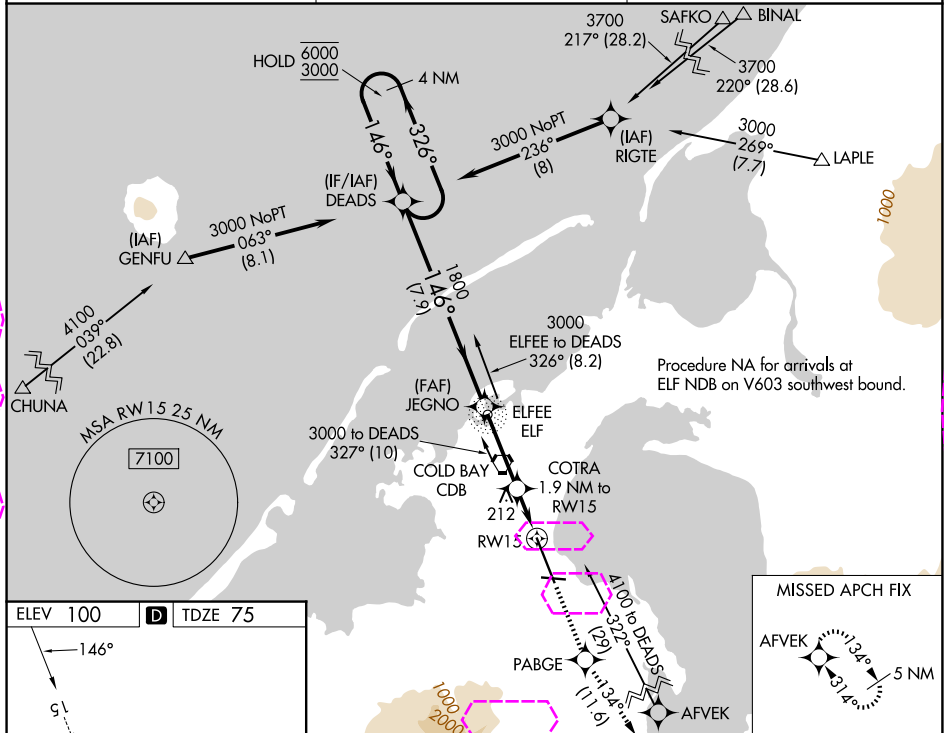 SAFKO
BINAL
3700
217° (28.2)
3700
220° (28.6)
HOLD
6000
3000
4 NM
146°
326°
3000 NoPT
236°
(8)
(IAF)
RIGTE
3000
269°
(7.7)
LAPLE
(IF/IAF)
DEADS
1000
(IAF)
GENFU
3000 NoPT
063°
(8.1)
4100
039°
(22.8)
CHUNA
1800
146°
(7.9)
3000
ELFEE to DEADS
326° (8.2)
Procedure NA for arrivals at
ELF NDB on V603 southwest bound.
(FAF)
JEGNO
ELFEE
ELF
MSA RW15 25 NM
7100
3000 to DEADS
327° (10)
COLD BAY
CDB
COTRA
1.9 NM to
RW15
212
RW15
4100 to DEADS
322°
(29)
PABGE
134°
(11.6)
AFVEK
1000
2000
MISSED APCH FIX
AFVEK
134°
314°
5 NM
ELEV 100
D
TDZE 75
146°
15